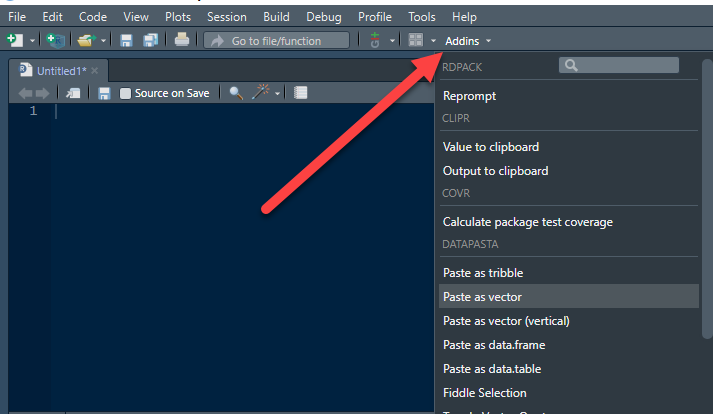 File Edit Code View Plots Session Build Debug Profile Tools Help
Go to file/function Addins
Untitled1*
Source on Save
1
RDPACK
Reprompt
CLIPR
Value to clipboard
Output to clipboard
COVR
Calculate package test coverage
DATAPASTA
Paste as tribble
Paste as vector
Paste as vector (vertical)
Paste as data.frame
Paste as data.table
Fiddle Selection